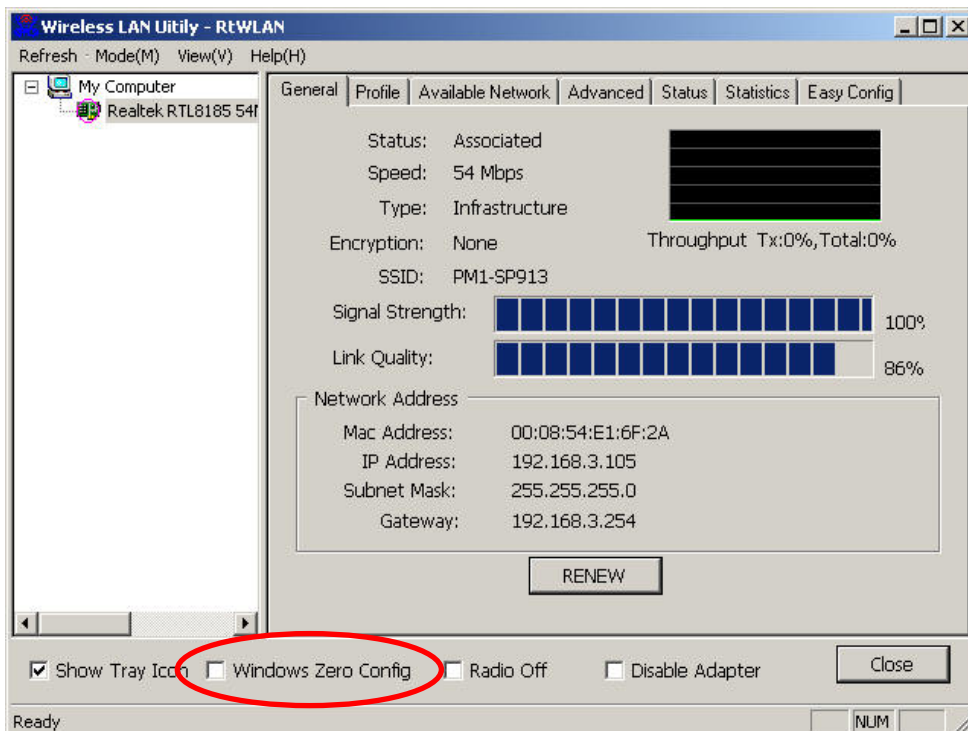 Wireless LAN Uitily - RtWLAN
Refresh - Mode(M) View(V) Help(H)
My Computer
Realtek RTL8185 54M
General Profile Available Network Advanced Status Statistics Easy Config
Status: Associated
Speed: 54 Mbps
Type: Infrastructure
Encryption: None
Throughput Tx:0%,Total:0%
SSID: PM1-SP913
Signal Strength: 100%
Link Quality: 86%
Network Address
Mac Address: 00:08:54:E1:6F:2A
IP Address: 192.168.3.105
Subnet Mask: 255.255.255.0
Gateway: 192.168.3.254
RENEW
Show Tray Icon Windows Zero Config Radio Off Disable Adapter Close
Ready NUM